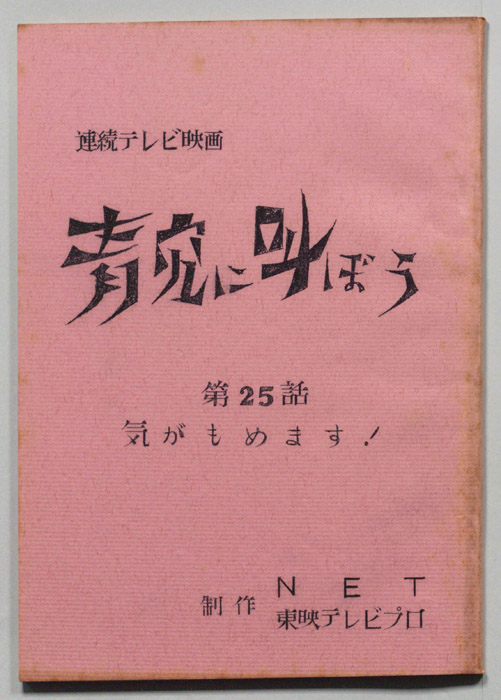 連続テレビ映画
青空に叫ぼう
第25話
気がもめます!
制作 NET
東映テレビプロ